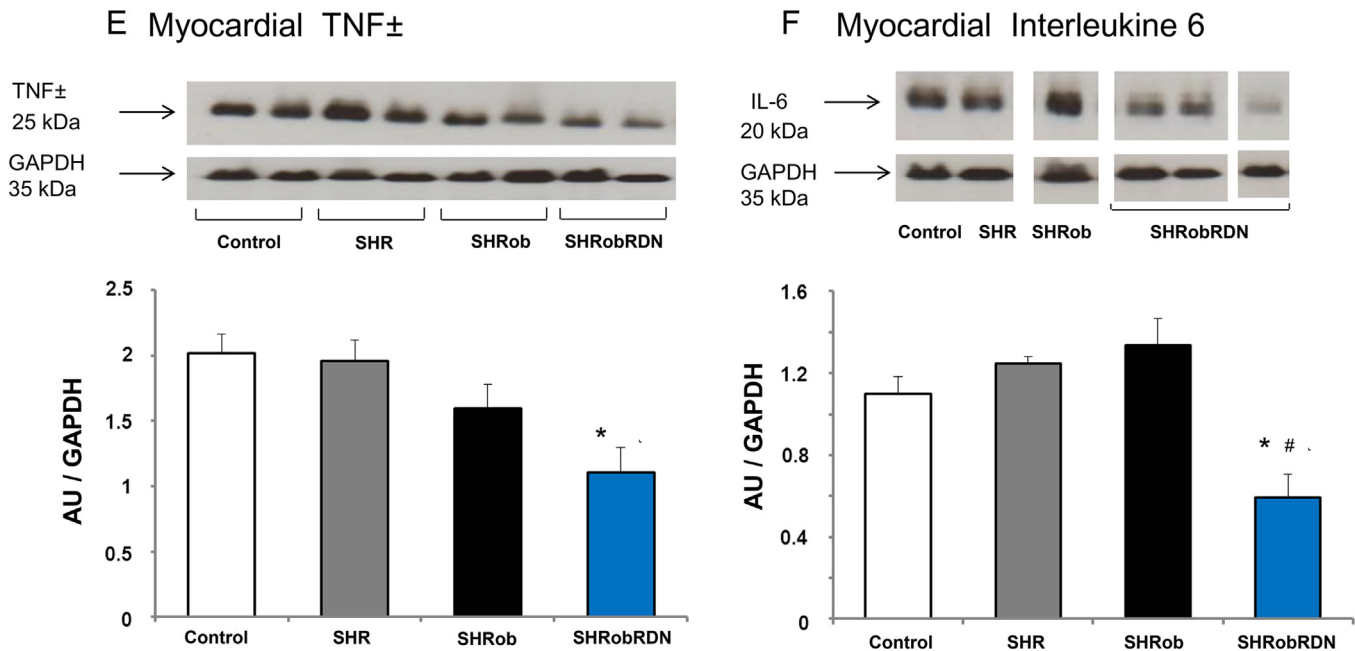 E Myocardial TNF±
TNF±
25 kDa
GAPDH
35 kDa
Control SHR SHRob SHRobRDN
2.5
2
1.5
1
0.5
0
AU / GAPDH
*
Control SHR SHRob SHRobRDN
F Myocardial Interleukine 6
IL-6
20 kDa
GAPDH
35 kDa
Control SHR SHRob SHRobRDN
1.6
1.2
0.8
0.4
0
AU / GAPDH
* #
Control SHR SHRob SHRobRDN